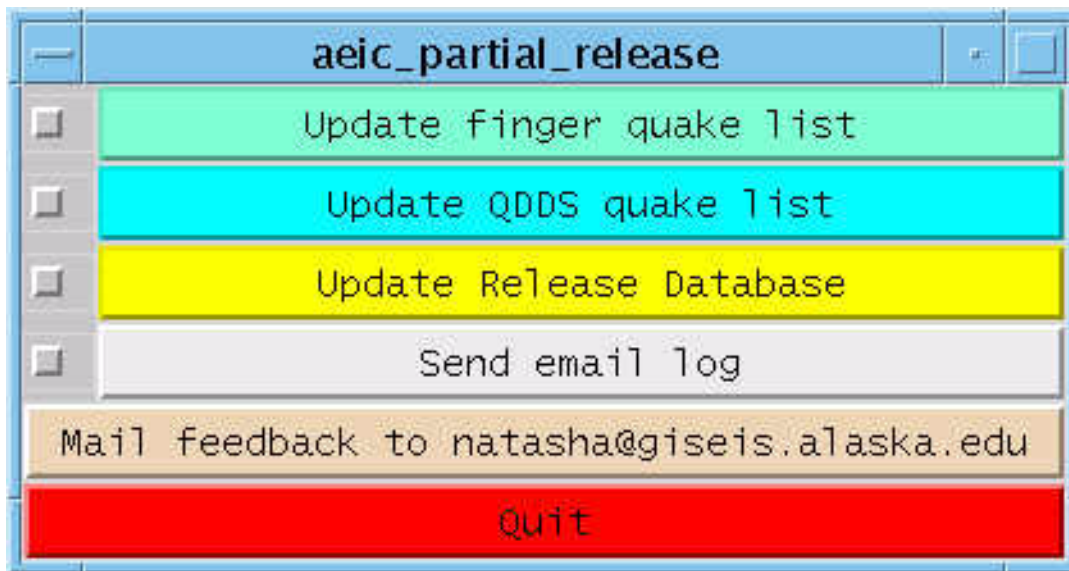 aeic_partial_release
Update finger quake list
Update QDDS quake list
Update Release Database
Send email log
Mail feedback to natasha@giseis.alaska.edu
Quit